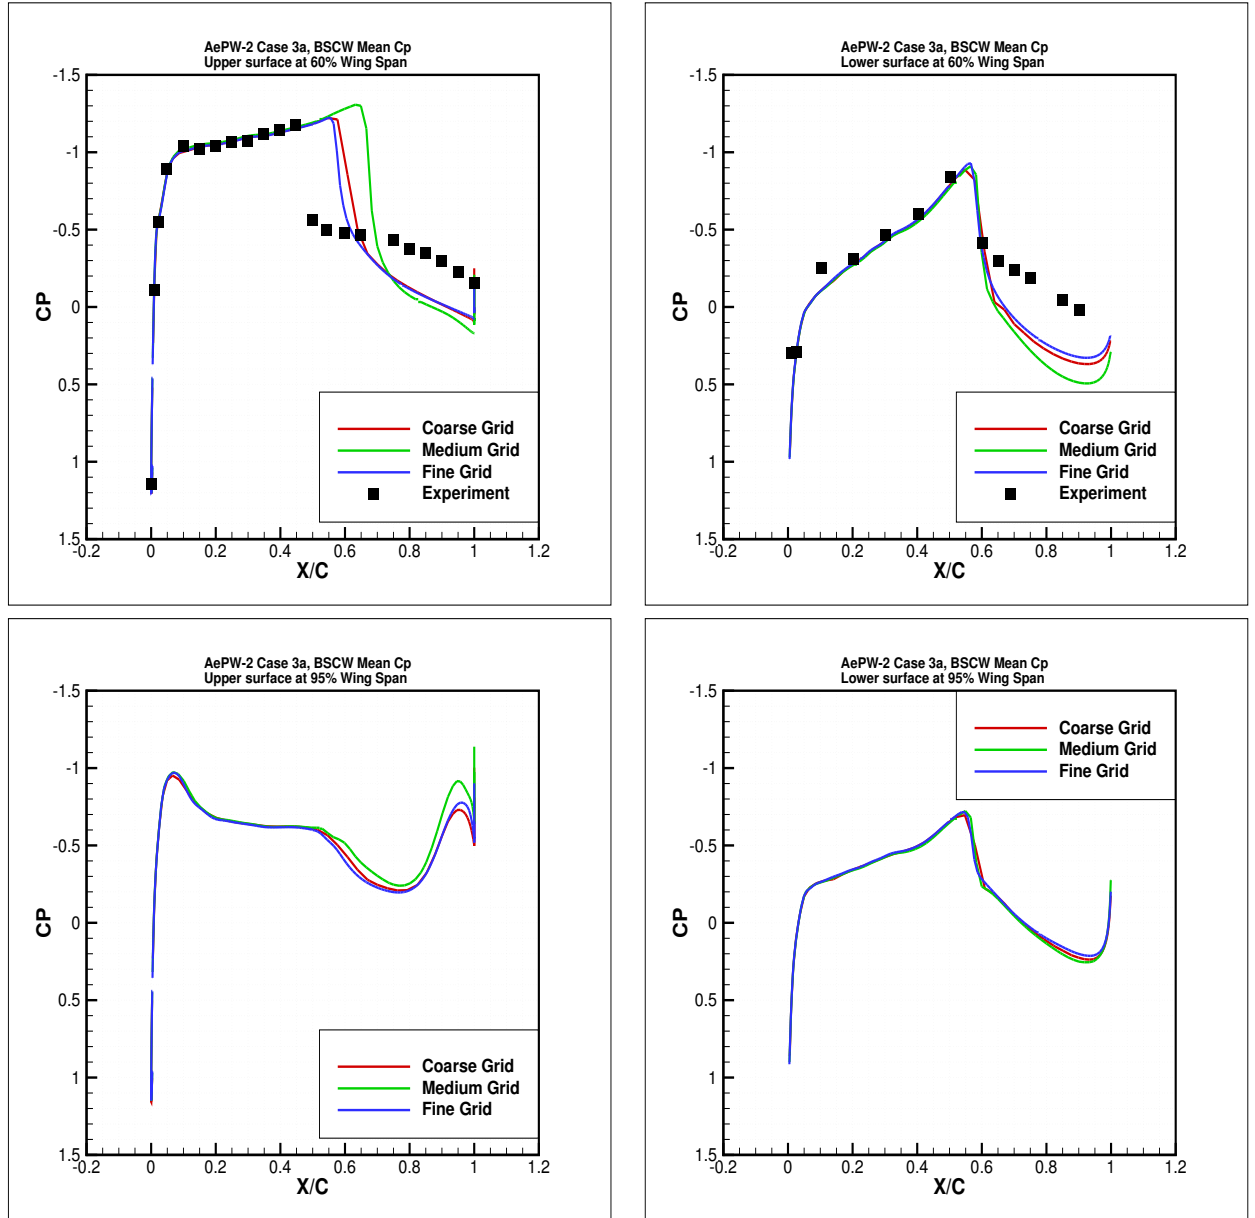 AePW-2 Case 3a, BSCW Mean Cp
Upper surface at 60% Wing Span
-1.5
-1
-0.5
0
0.5
1
1.5
CP
-0.2
0
0.2
0.4
0.6
0.8
1
1.2
X/C
Coarse Grid
Medium Grid
Fine Grid
Experiment
AePW-2 Case 3a, BSCW Mean Cp
Lower surface at 60% Wing Span
-1.5
-1
-0.5
0
0.5
1
1.5
CP
-0.2
0
0.2
0.4
0.6
0.8
1
1.2
X/C
Coarse Grid
Medium Grid
Fine Grid
Experiment
AePW-2 Case 3a, BSCW Mean Cp
Upper surface at 95% Wing Span
-1.5
-1
-0.5
0
0.5
1
1.5
CP
-0.2
0
0.2
0.4
0.6
0.8
1
1.2
X/C
Coarse Grid
Medium Grid
Fine Grid
AePW-2 Case 3a, BSCW Mean Cp
Lower surface at 95% Wing Span
-1.5
-1
-0.5
0
0.5
1
1.5
CP
-0.2
0
0.2
0.4
0.6
0.8
1
1.2
X/C
Coarse Grid
Medium Grid
Fine Grid